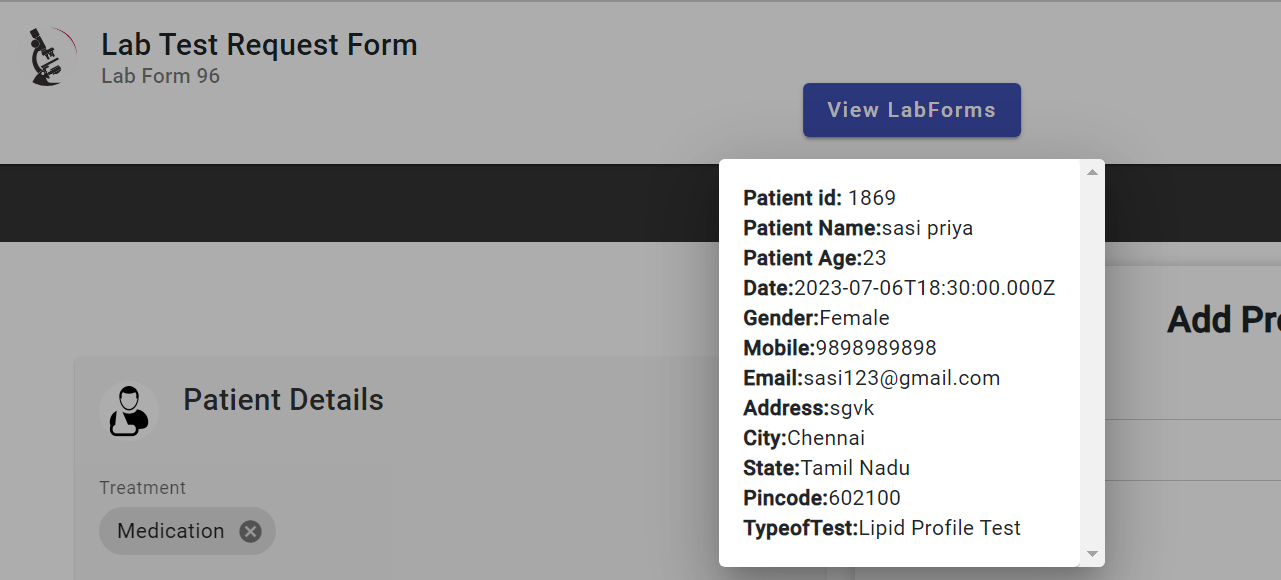 Lab Test Request Form
Lab Form 96
View LabForms
Patient id: 1869
Patient Name:sasi priya
Patient Age:23
Date:2023-07-06T18:30:00.000Z
Gender:Female
Mobile:9898989898
Email:sasi123@gmail.com
Address:sgvk
City:Chennai
State:Tamil Nadu
Pincode:602100
TypeofTest:Lipid Profile Test
Add Pr
Patient Details
Treatment
Medication